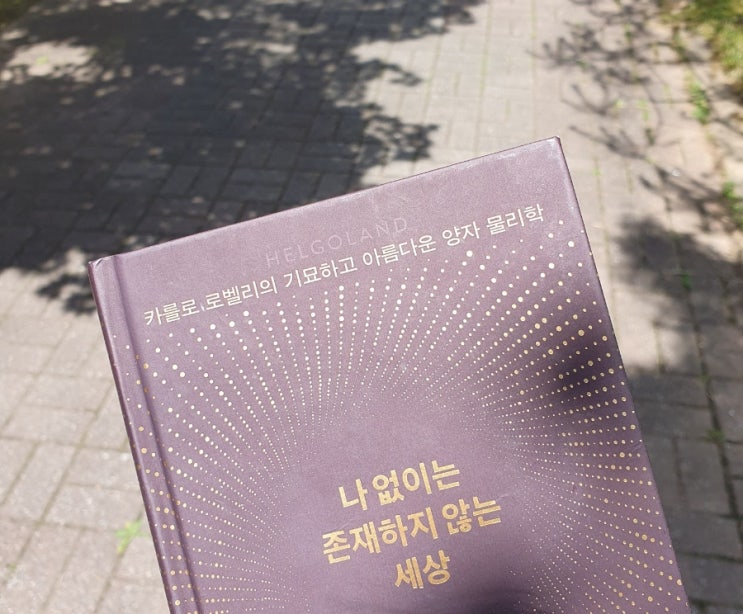 HELGOLAND
카를로 로벨리의 기묘하고 아름다운 양자 물리학
나 없이는
존재하지 않는
세상